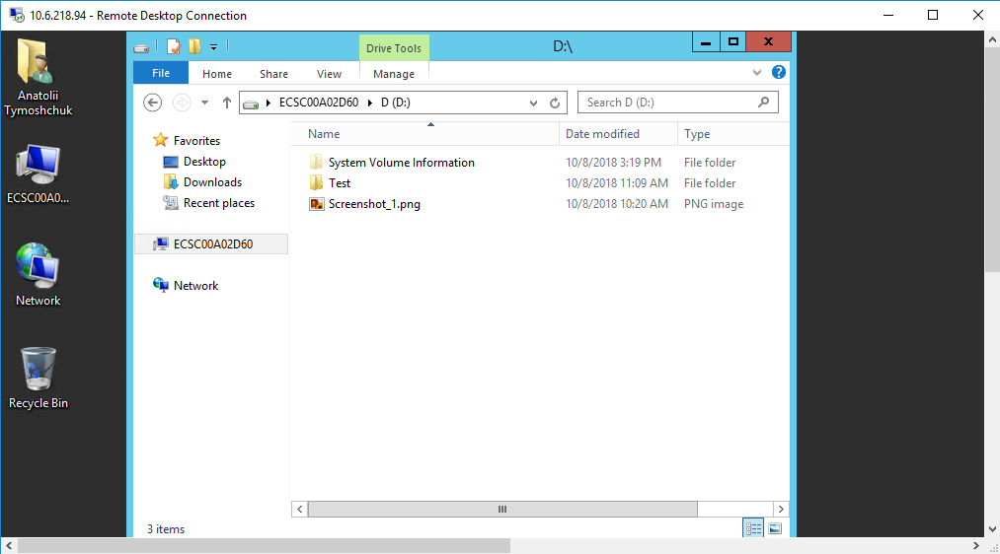 10.6.218.94 - Remote Desktop Connection
Anatolii
Tymoshchuk
ECSC00A0...
Network
Recycle Bin
Drive Tools
D:\
File
Home
Share
View
Manage
ECSC00A02D60
D (D:)
Search D (D:)
Favorites
Desktop
Downloads
Recent places
ECSC00A02D60
Network
Name
Date modified
Type
System Volume Information
10/8/2018 3:19 PM
File folder
Test
10/8/2018 11:09 AM
File folder
Screenshot_1.png
10/8/2018 10:20 AM
PNG image
3 items